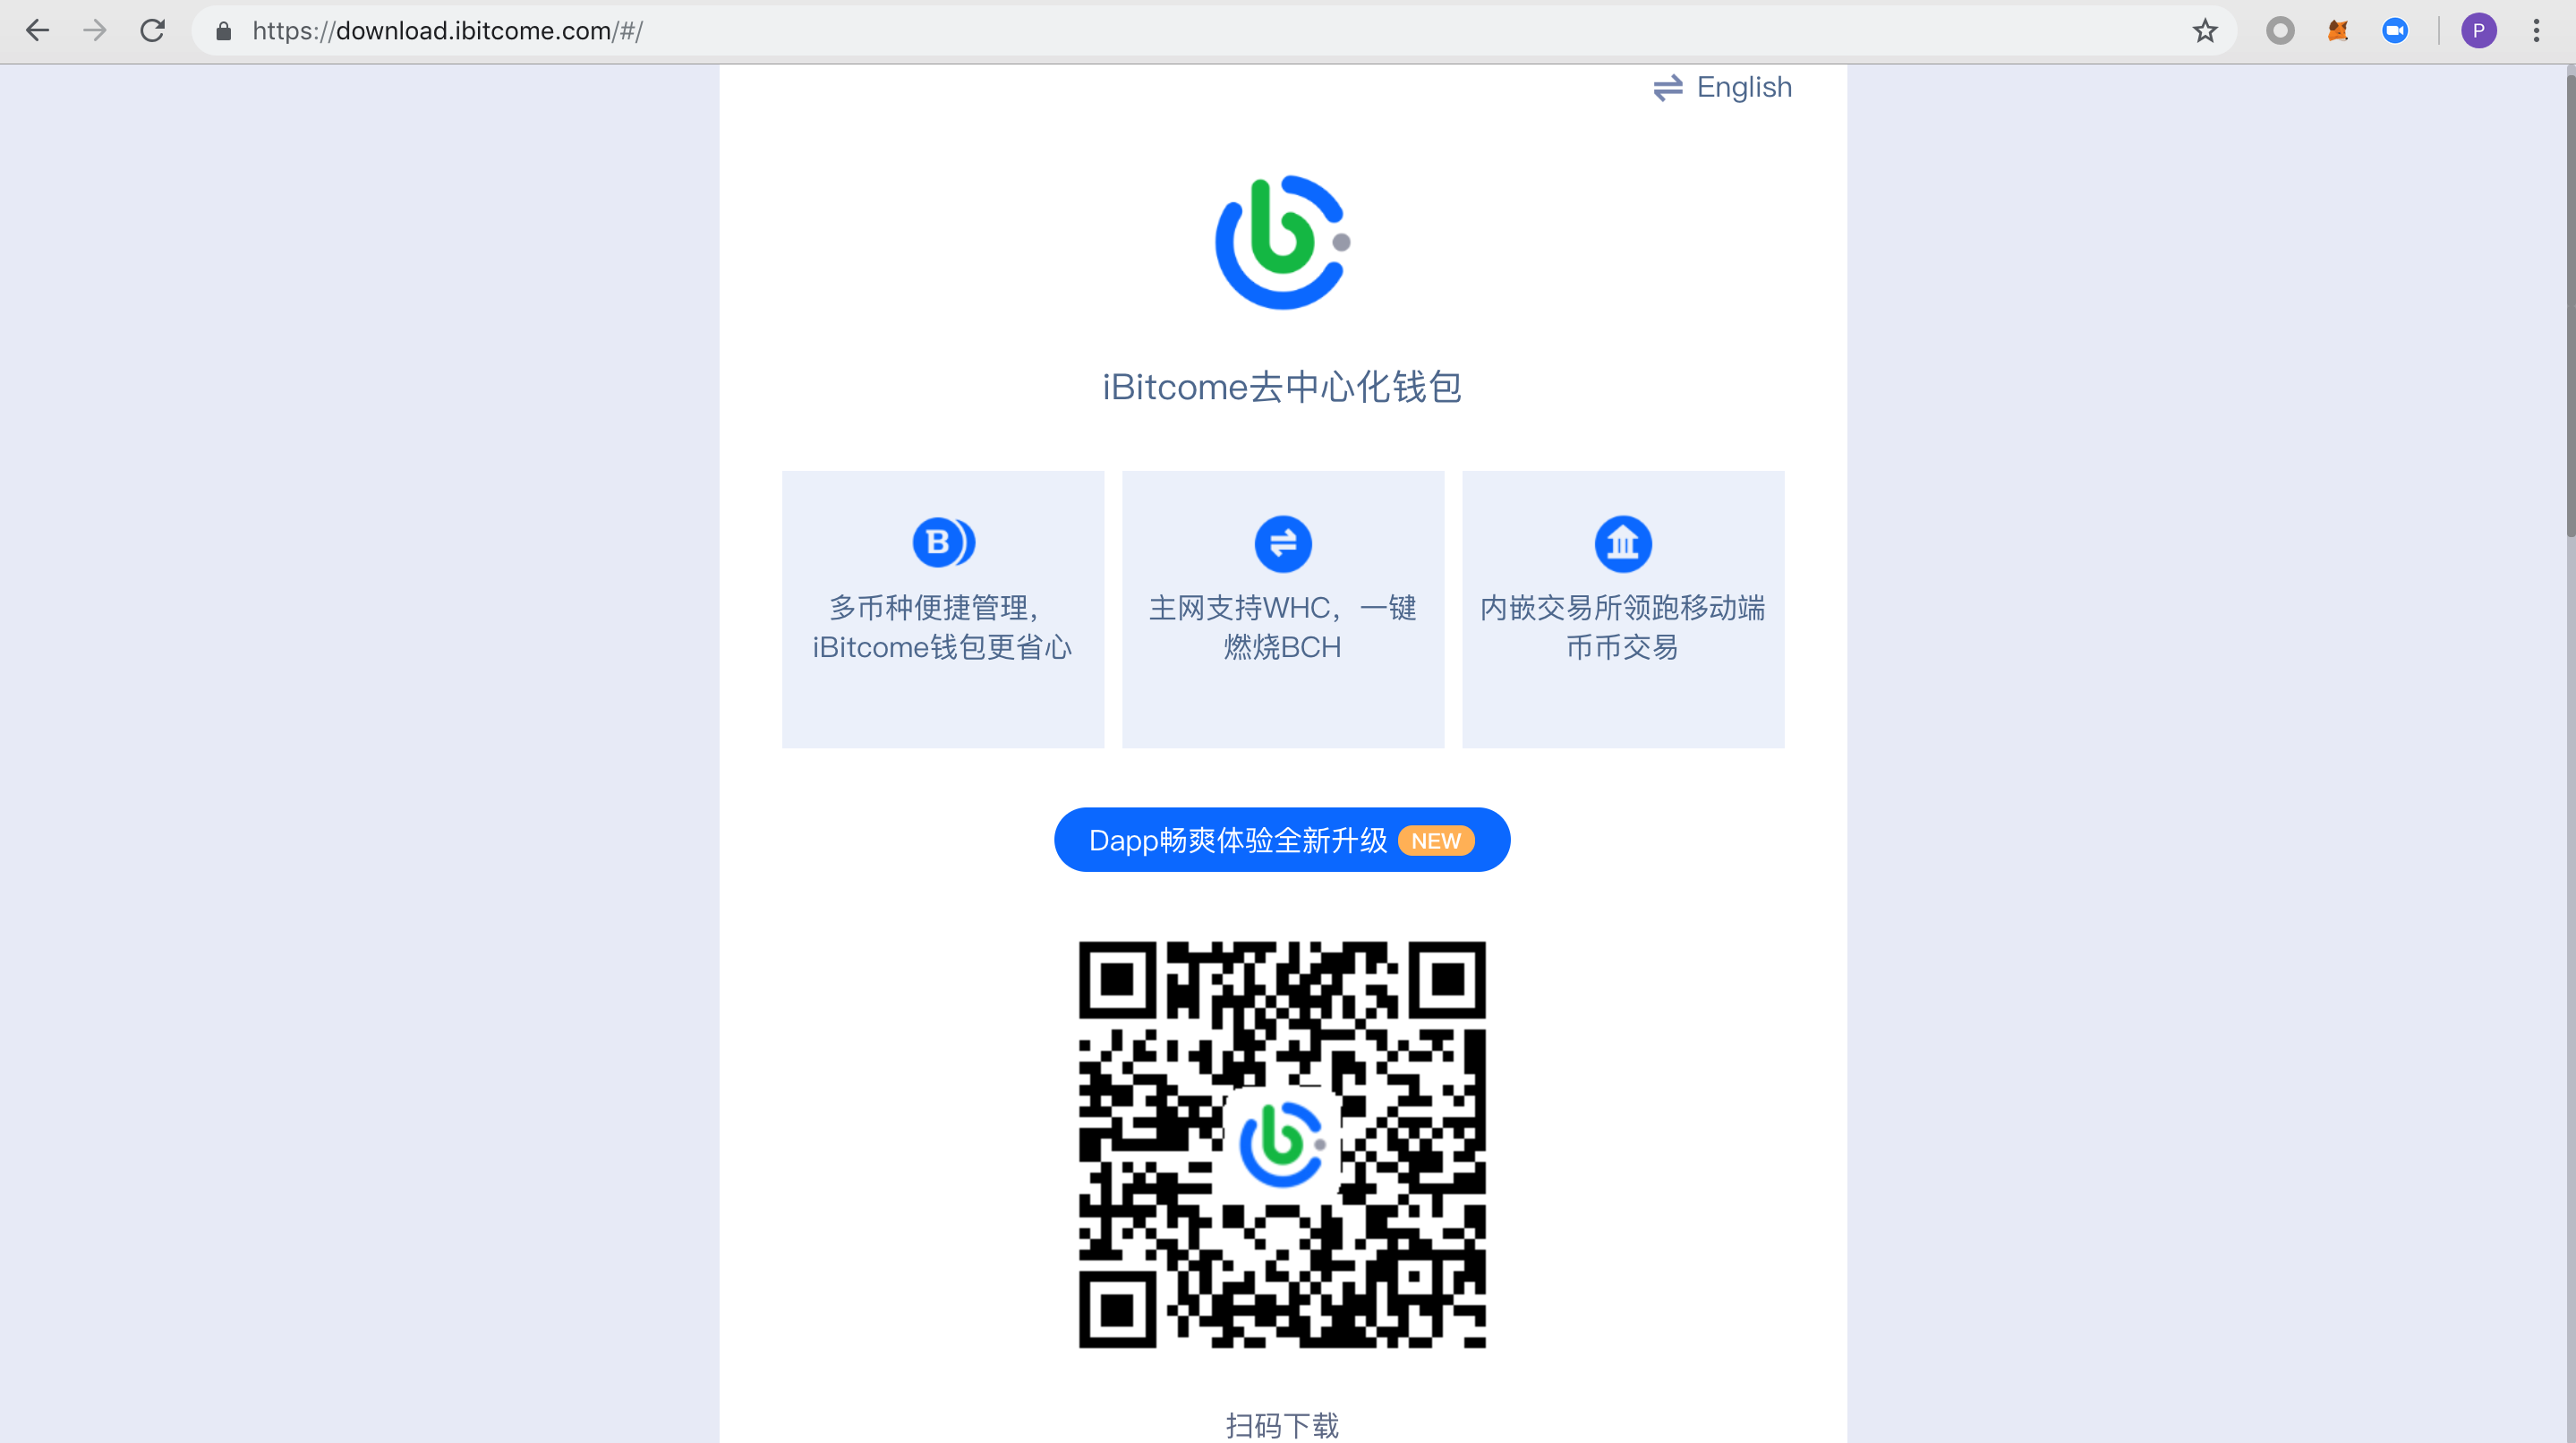 https://download.ibitcome.com/#/
P
English
iBitcome去中心化钱包
多币种便捷管理，
iBitcome钱包更省心
主网支持WHC，一键
燃烧BCH
内嵌交易所领跑移动端
币币交易
Dapp畅爽体验全新升级 NEW
扫码下载